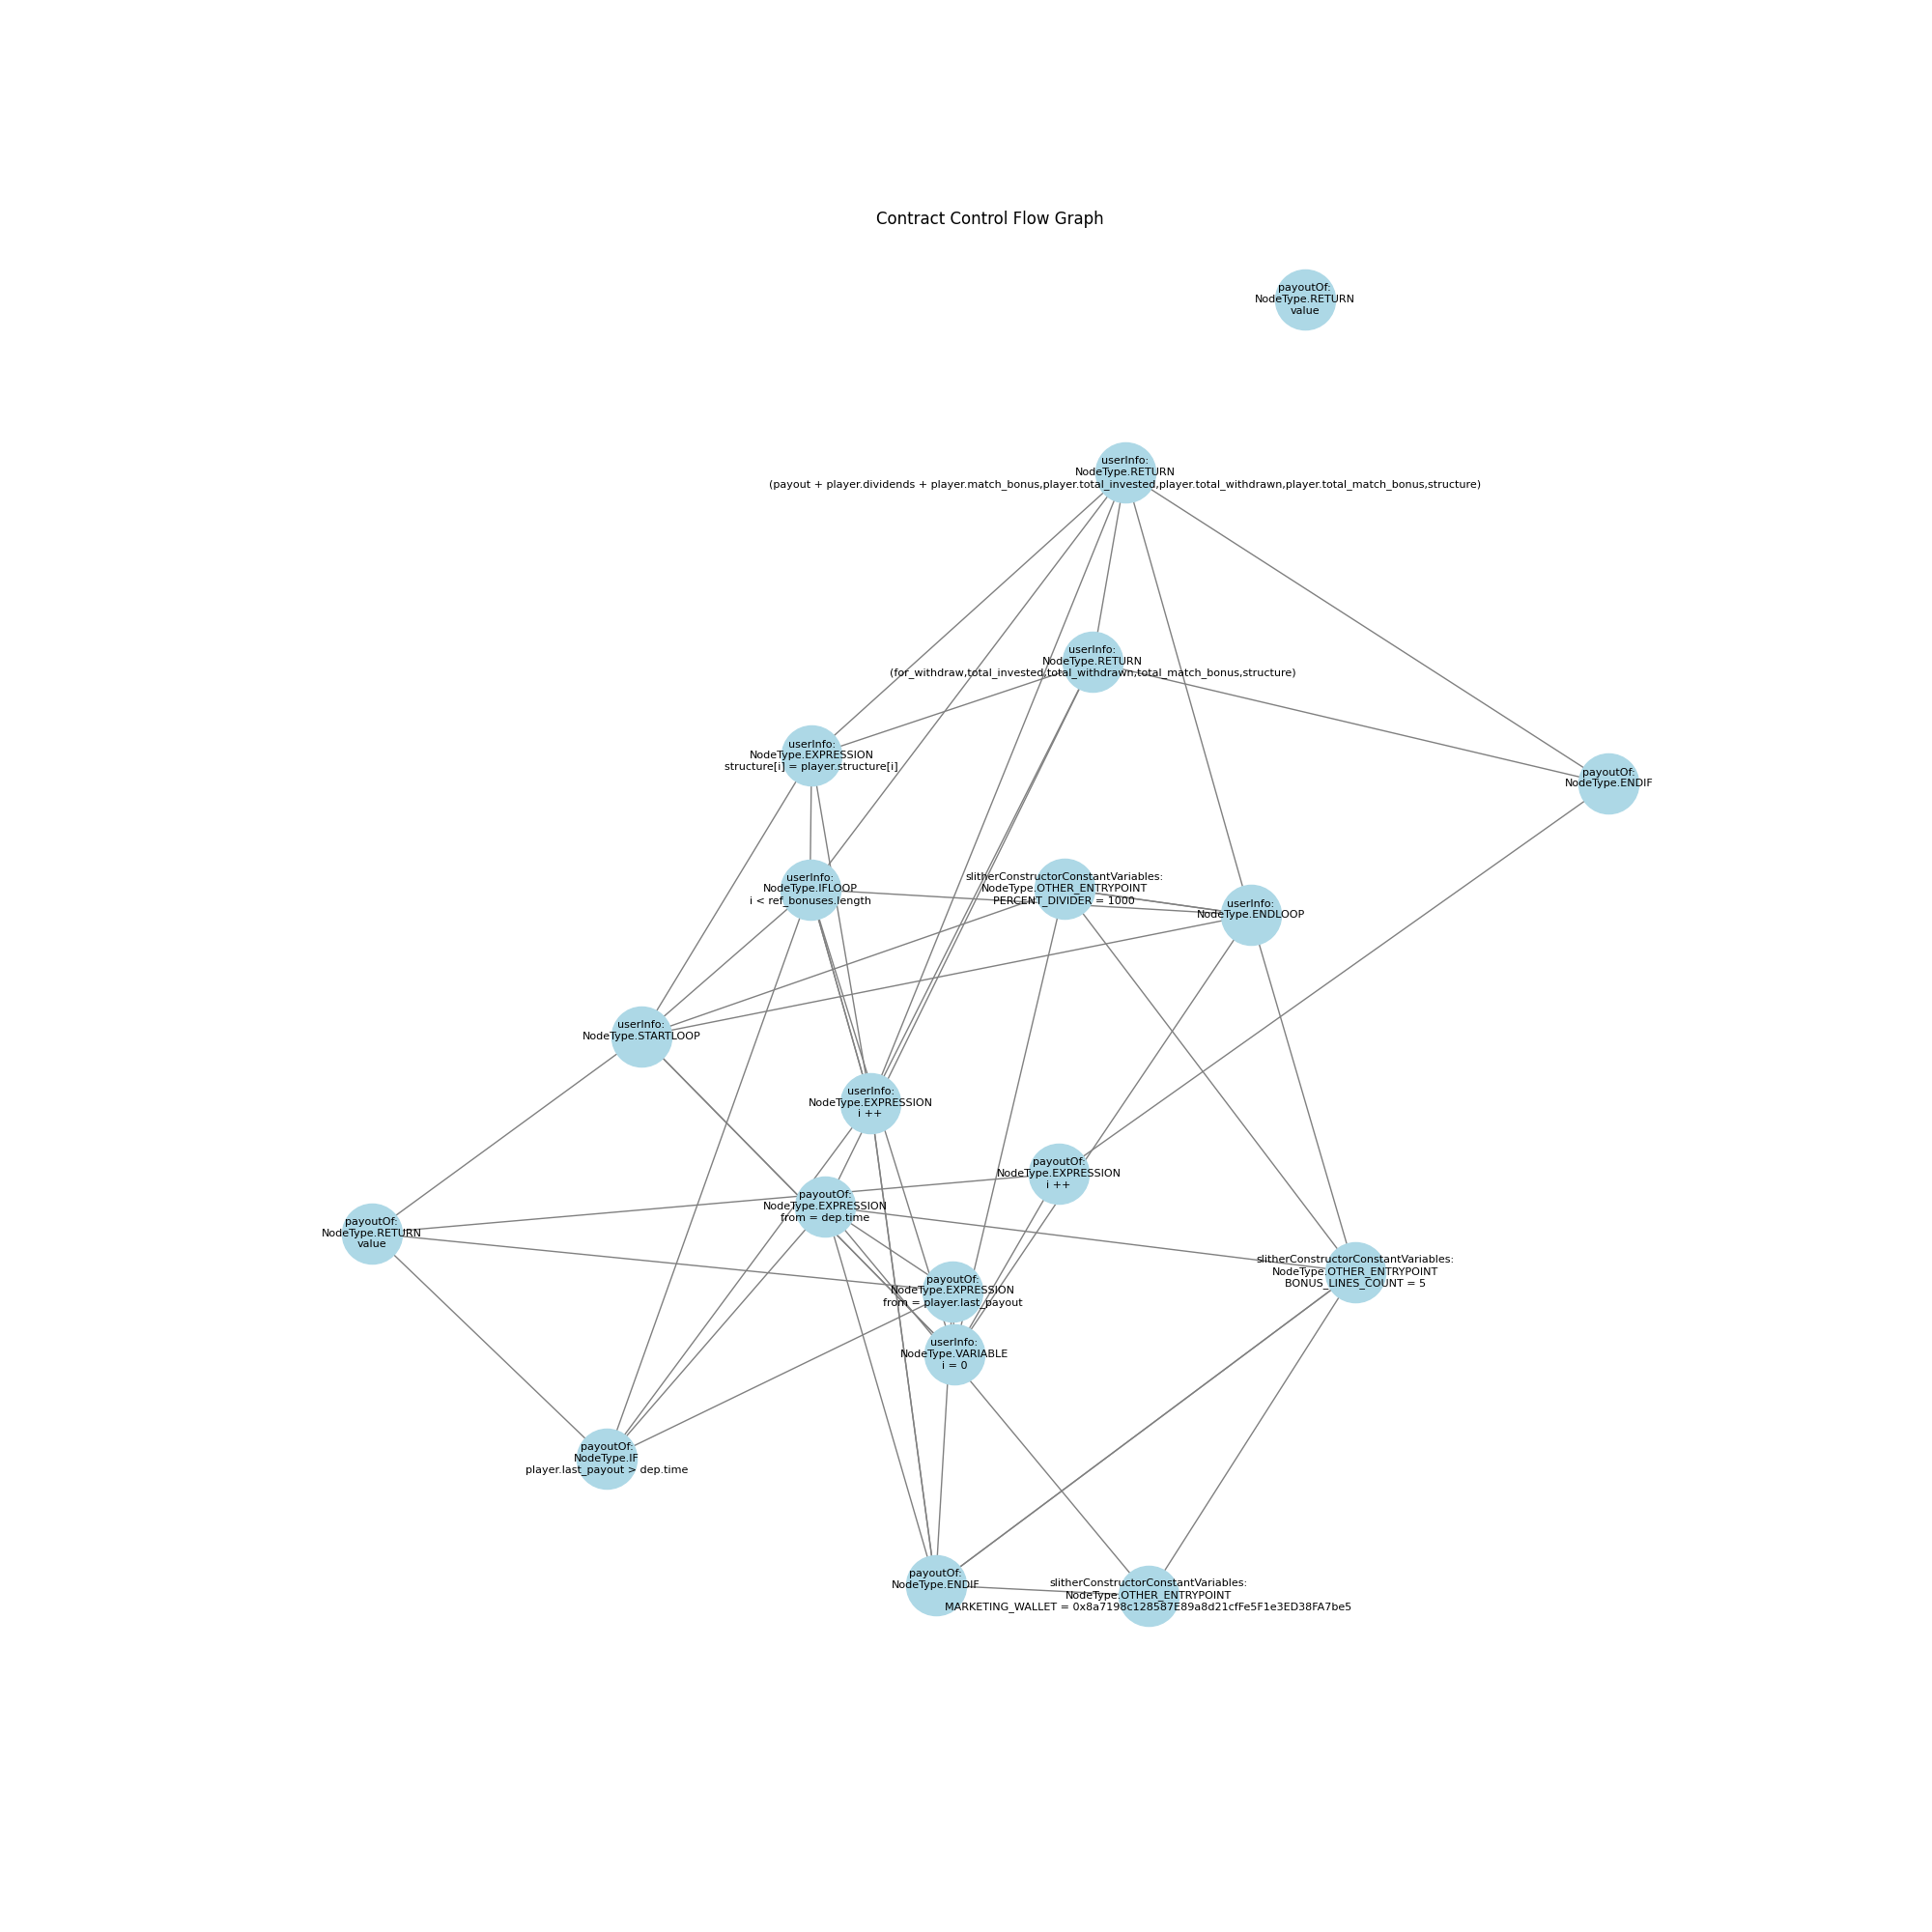 Contract Control Flow Graph
payoutOf:
NodeType.RETURN
value
userInfo:
NodeType.RETURN
(payout + player.dividends + player.match_bonus,player.total_invested,player.total_withdrawn,player.total_match_bonus,structure)
userInfo:
NodeType.RETURN
(for_withdraw,total_invested,total_withdrawn,total_match_bonus,structure)
userInfo:
NodeType.EXPRESSION
structure[i] = player.structure[i]
payoutOf:
NodeType.ENDIF
userInfo:
NodeType.IFLOOP
i < ref_bonuses.length
slitherConstructorConstantVariables:
NodeType.OTHER_ENTRYPOINT
PERCENT_DIVIDER = 1000
userInfo:
NodeType.ENDLOOP
userInfo:
NodeType.STARTLOOP
userInfo:
NodeType.EXPRESSION
i ++
payoutOf:
NodeType.EXPRESSION
i ++
payoutOf:
NodeType.EXPRESSION
from = dep.time
payoutOf:
NodeType.RETURN
value
slitherConstructorConstantVariables:
NodeType.OTHER_ENTRYPOINT
BONUS_LINES_COUNT = 5
payoutOf:
NodeType.EXPRESSION
from = player.last_payout
userInfo:
NodeType.VARIABLE
i = 0
payoutOf:
NodeType.IF
player.last_payout > dep.time
payoutOf:
NodeType.ENDIF
slitherConstructorConstantVariables:
NodeType.OTHER_ENTRYPOINT
MARKETING_WALLET = 0x8a7198c128587E89a8d21cfFe5F1e3ED38FA7be5